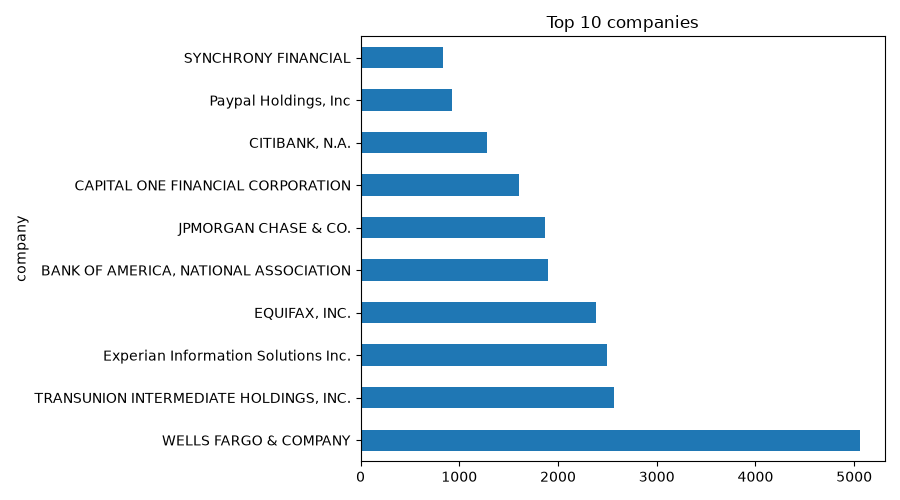 Top 10 companies
SYNCHRONY FINANCIAL
Paypal Holdings, Inc
CITIBANK, N.A.
CAPITAL ONE FINANCIAL CORPORATION
JPMORGAN CHASE & CO.
BANK OF AMERICA, NATIONAL ASSOCIATION
EQUIFAX, INC.
Experian Information Solutions Inc.
TRANSUNION INTERMEDIATE HOLDINGS, INC.
WELLS FARGO & COMPANY
company
0 1000 2000 3000 4000 5000